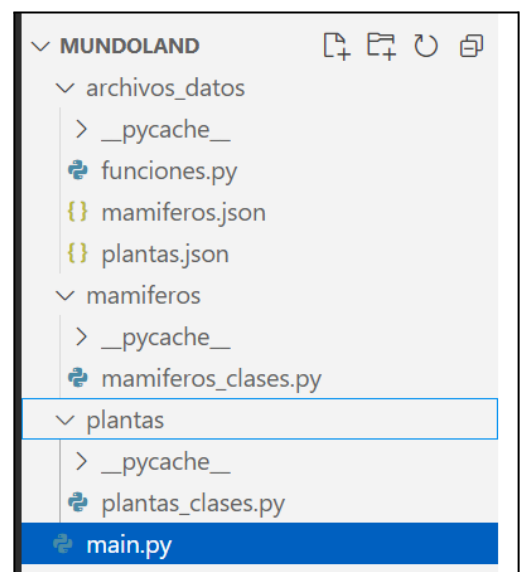 MUNDOLAND
archivos_datos
__pycache__
funciones.py
{} mamiferos.json
{} plantas.json
mamiferos
__pycache__
mamiferos_clases.py
plantas
__pycache__
plantas_clases.py
main.py